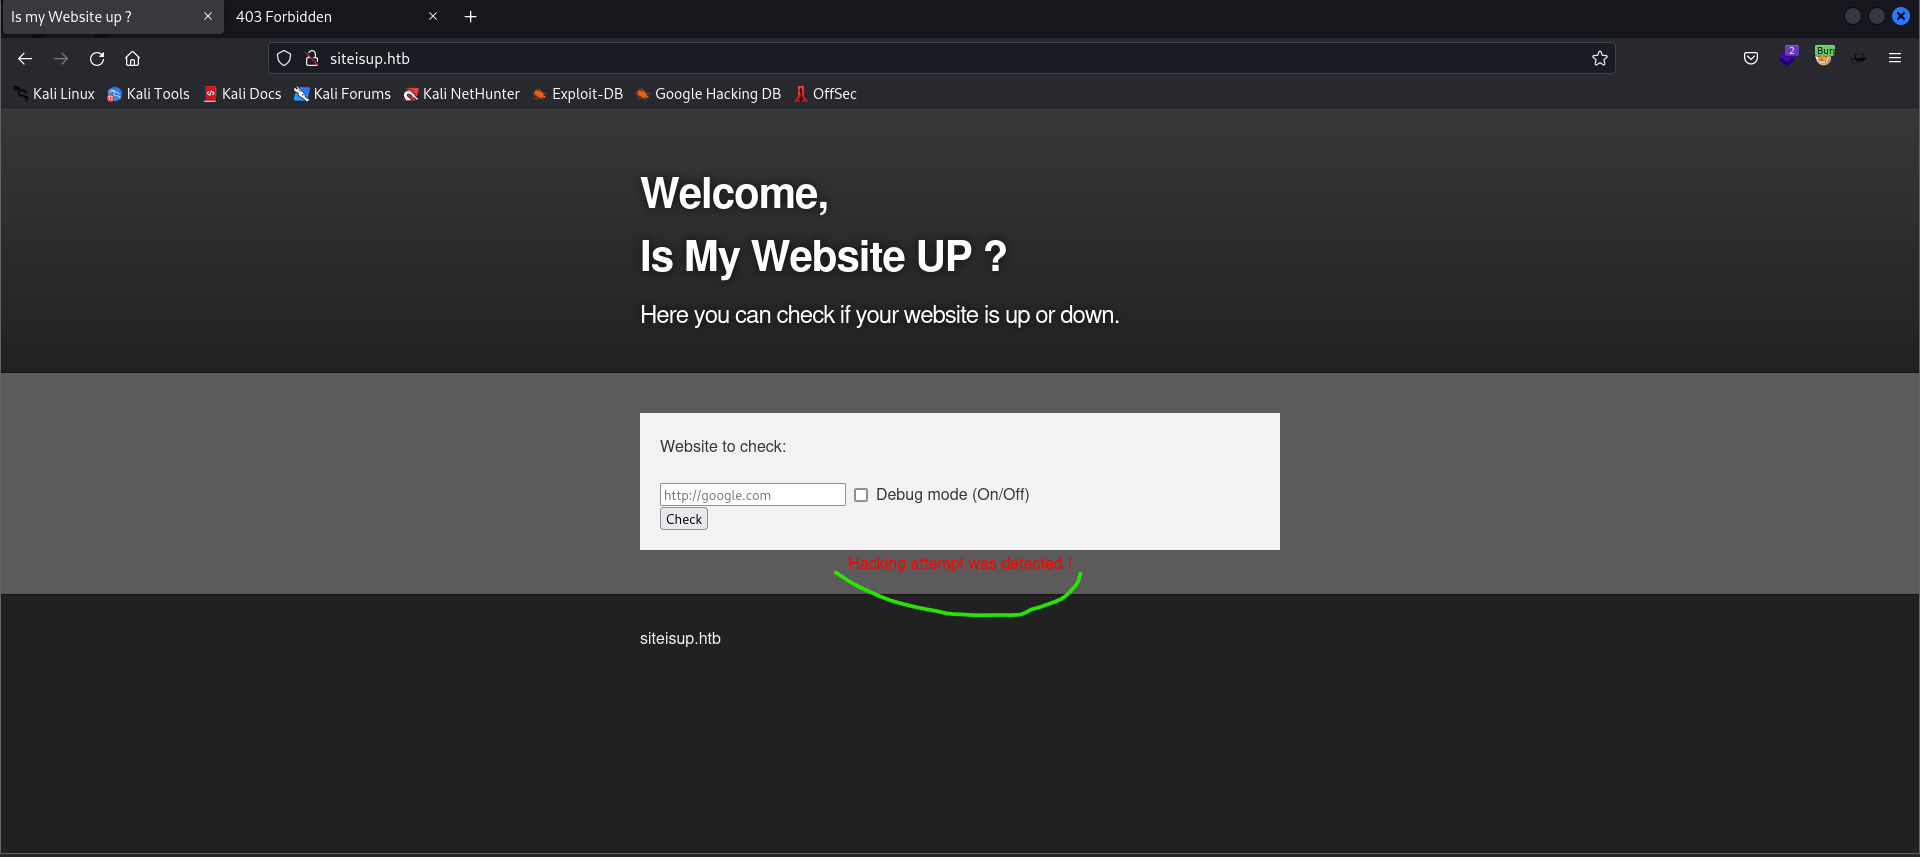 Is my Website up ?
403 Forbidden
siteisup.htb
2
Bur
Kali Linux Kali Tools Kali Docs Kali Forums Kali NetHunter Exploit-DB Google Hacking DB OffSec
Welcome,
Is My Website UP ?
Here you can check if your website is up or down.
Website to check:
http://google.com Debug mode (On/Off)
Check
Hacking attempt was detected !
siteisup.htb